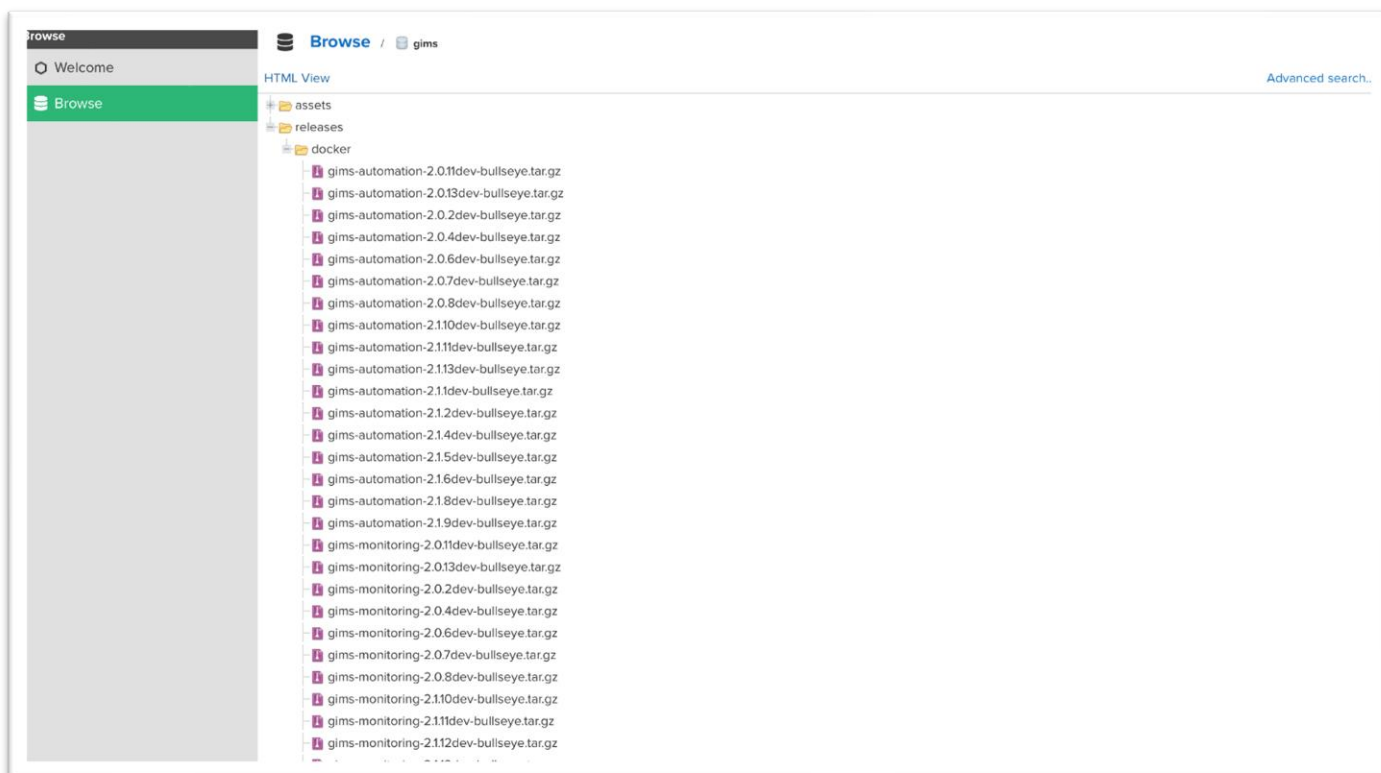 Browse
Browse / gims
Welcome
HTML View
Advanced search..
Browse
assets
releases
docker
gims-automation-2.0.11dev-bullseye.tar.gz
gims-automation-2.0.13dev-bullseye.tar.gz
gims-automation-2.0.2dev-bullseye.tar.gz
gims-automation-2.0.4dev-bullseye.tar.gz
gims-automation-2.0.6dev-bullseye.tar.gz
gims-automation-2.0.7dev-bullseye.tar.gz
gims-automation-2.0.8dev-bullseye.tar.gz
gims-automation-2.1.10dev-bullseye.tar.gz
gims-automation-2.1.11dev-bullseye.tar.gz
gims-automation-2.1.13dev-bullseye.tar.gz
gims-automation-2.1.1dev-bullseye.tar.gz
gims-automation-2.1.2dev-bullseye.tar.gz
gims-automation-2.1.4dev-bullseye.tar.gz
gims-automation-2.1.5dev-bullseye.tar.gz
gims-automation-2.1.6dev-bullseye.tar.gz
gims-automation-2.1.8dev-bullseye.tar.gz
gims-automation-2.1.9dev-bullseye.tar.gz
gims-monitoring-2.0.11dev-bullseye.tar.gz
gims-monitoring-2.0.13dev-bullseye.tar.gz
gims-monitoring-2.0.2dev-bullseye.tar.gz
gims-monitoring-2.0.4dev-bullseye.tar.gz
gims-monitoring-2.0.6dev-bullseye.tar.gz
gims-monitoring-2.0.7dev-bullseye.tar.gz
gims-monitoring-2.0.8dev-bullseye.tar.gz
gims-monitoring-2.1.10dev-bullseye.tar.gz
gims-monitoring-2.1.11dev-bullseye.tar.gz
gims-monitoring-2.1.12dev-bullseye.tar.gz